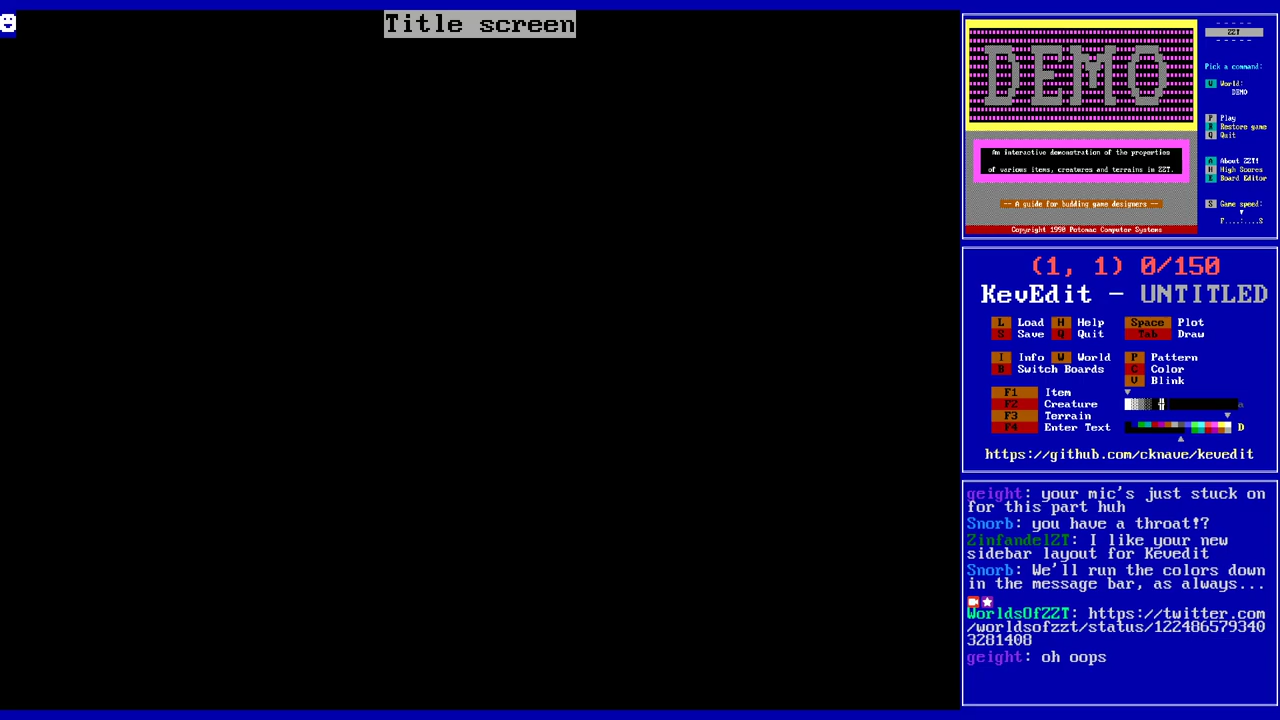 Title screen
DEMO
An interactive demonstration of the properties
of various items, creatures and terrains in ZZT.
-- A guide for budding game designers --
Copyright 1990 Potomac Computer Systems
- - - - -
ZZT
- - - - -
Pick a command:
W World:
DEMO
P Play
R Restore game
Q Quit
A About ZZT!
H High Scores
E Board Editor
S Game speed:
F....:....S
(1, 1) 0/150
KevEdit - UNTITLED
L Load H Help Space Plot
S Save Q Quit Tab Draw
I Info W World P Pattern
B Switch Boards C Color
V Blink
F1 Item
F2 Creature
F3 Terrain
F4 Enter Text D
https://github.com/cknave/kevedit
geight: your mic's just stuck on
for this part huh
Snorb: you have a throat!?
ZinfandelZT: I like your new
sidebar layout for Kevedit
Snorb: We'll run the colors down
in the message bar, as always...
WorldsOfZZT: https://twitter.com
/worldsofzzt/status/122486579340
3281408
geight: oh oops